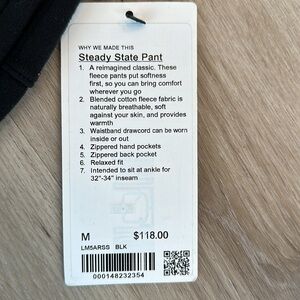 WHY WE MADE THIS
Steady State Pant
1. A reimagined classic. These
fleece pants put softness
first, so you can bring comfort
wherever you go
2. Blended cotton fleece fabric is
naturally breathable, soft
against your skin, and provides
warmth
3. Waistband drawcord can be worn
inside or out
4. Zippered hand pockets
5. Zippered back pocket
6. Relaxed fit
7. Intended to sit at ankle for
32"-34" inseam
M $118.00
LM5ARSS BLK
000148232354